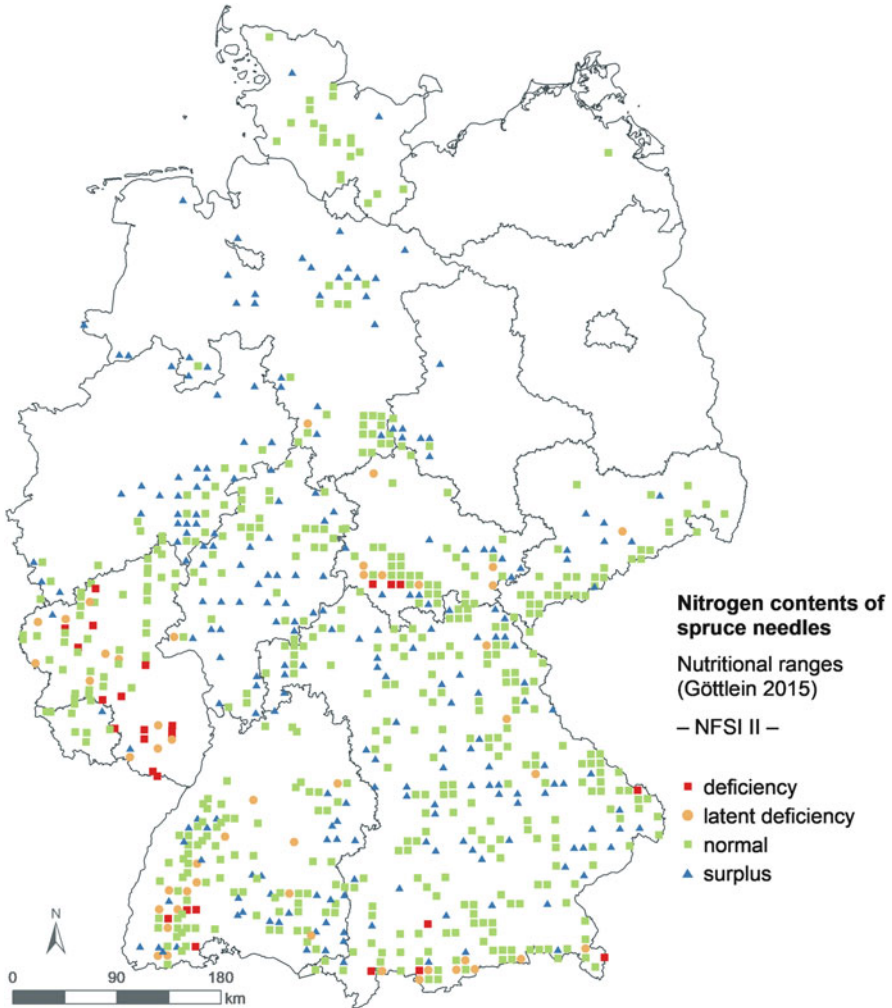 Nitrogen contents of
spruce needles
Nutritional ranges
(Göttlein 2015)
– NFSI II –
deficiency
latent deficiency
normal
surplus
N
0 90 180
km